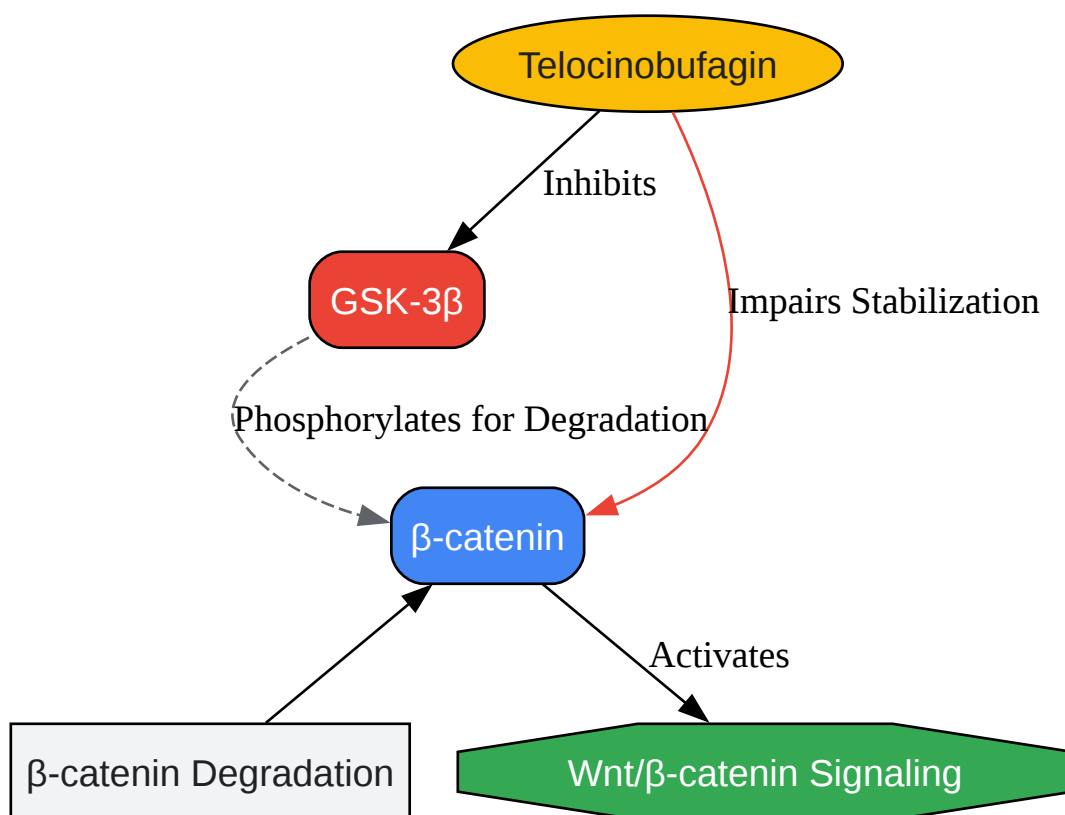 Telocinobufagin
Inhibits
GSK-3β
Impairs Stabilization
Phosphorylates for Degradation
β-catenin
Activates
β-catenin Degradation
Wnt/β-catenin Signaling